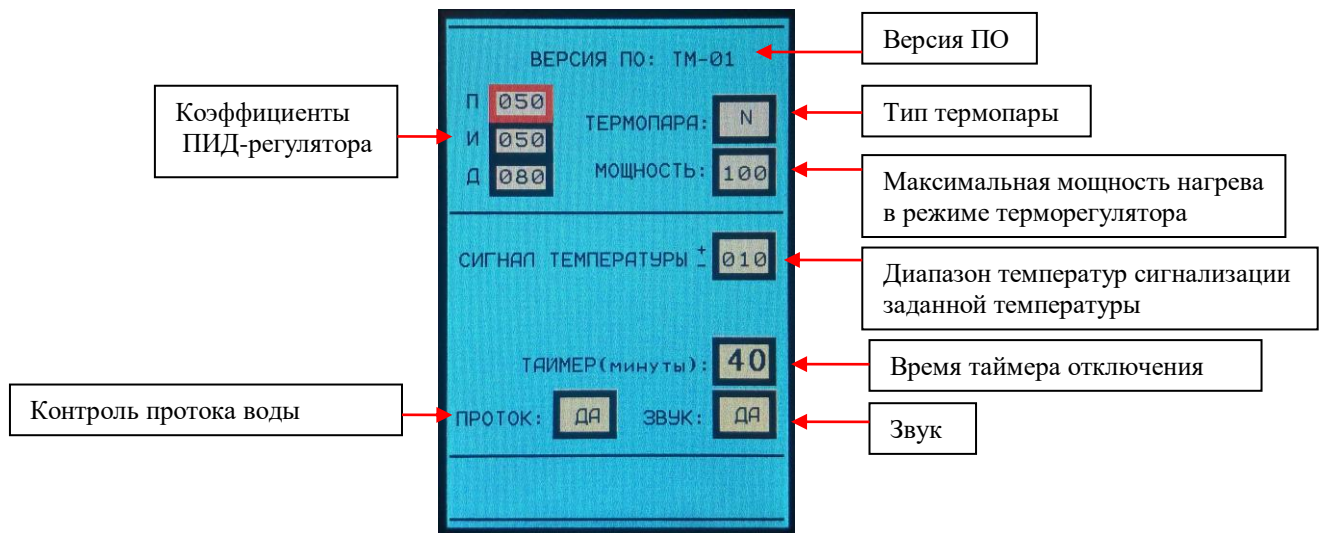 Версия ПО
ВЕРСИЯ ПО: ТМ-01
Коэффициенты
ПИД-регулятора
П 050
И 050
Д 080
ТЕРМОПАРА: N
Тип термопары
МОЩНОСТЬ: 100
Максимальная мощность нагрева
в режиме терморегулятора
СИГНАЛ ТЕМПЕРАТУРЫ ± 010
Диапазон температур сигнализации
заданной температуры
ТАЙМЕР(минуты): 40
Время таймера отключения
Контроль протока воды
ПРОТОК: ДА
ЗВУК: ДА
Звук